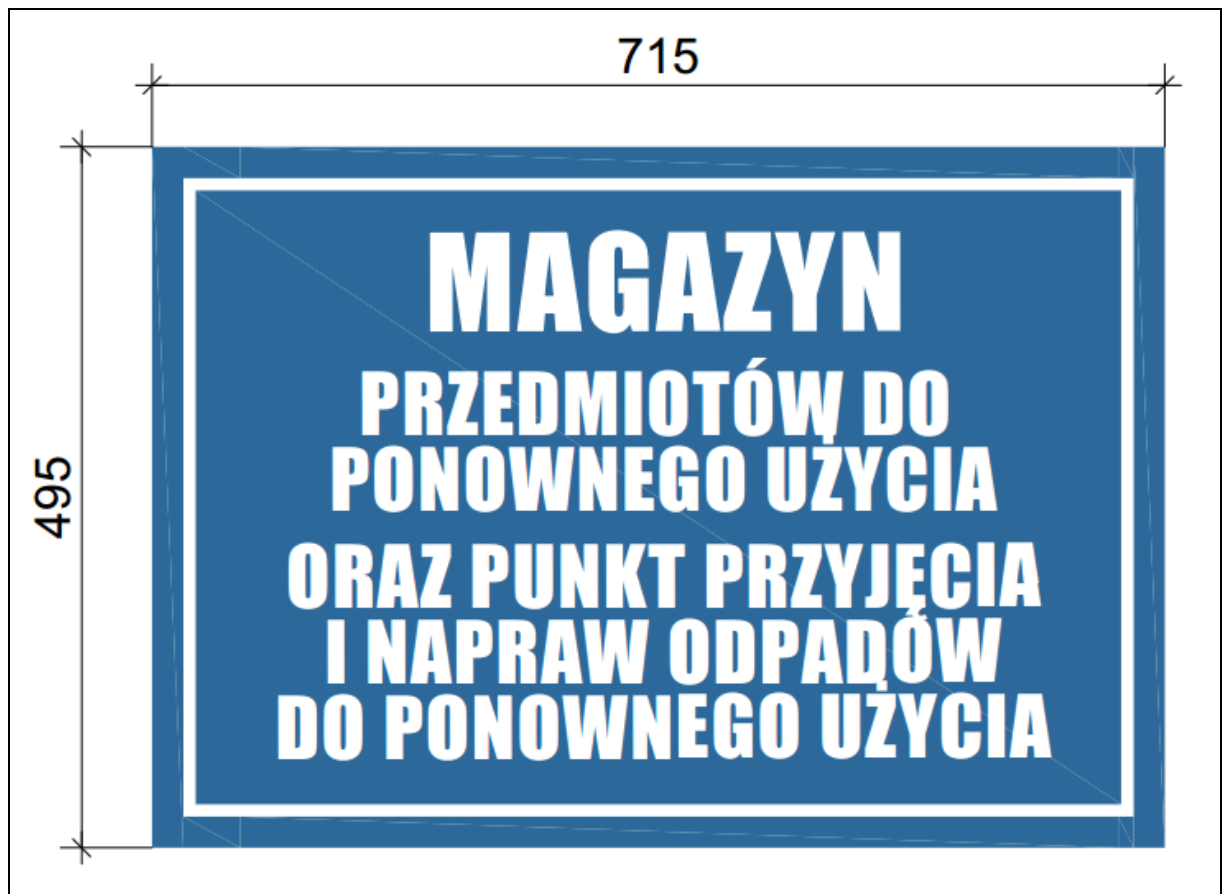 715
495
MAGAZYN
PRZEDMIOTÓW DO
PONOWNEGO UŻYCIA
ORAZ PUNKT PRZYJĘCIA
I NAPRAW ODPADÓW
DO PONOWNEGO UŻYCIA